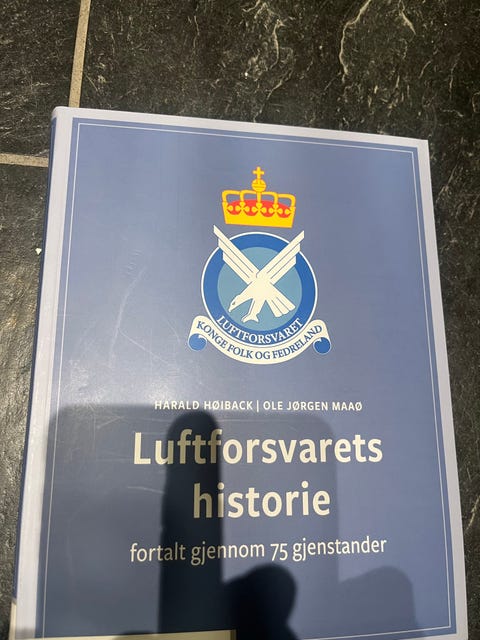 LUFTFORSVARET
KONGE FOLK OG FEDRELAND
HARALD HØIBACK | OLE JØRGEN MAAØ
Luftforsvarets
historie
fortalt gjennom 75 gjenstander